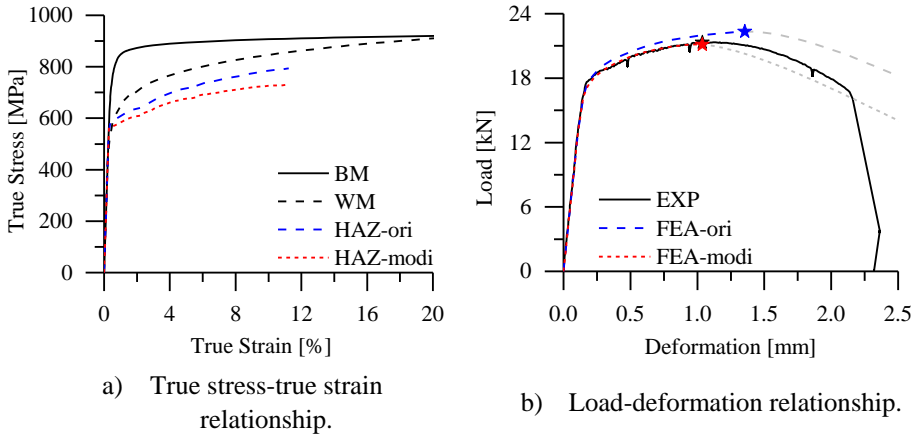 1000
800
600
400
200
0
True Stress [MPa]
BM
WM
HAZ-ori
HAZ-modi
0 4 8 12 16 20
True Strain [%]
a) True stress-true strain
relationship.
24
18
12
6
0
Load [kN]
EXP
FEA-ori
FEA-modi
0.0 0.5 1.0 1.5 2.0 2.5
Deformation [mm]
b) Load-deformation relationship.